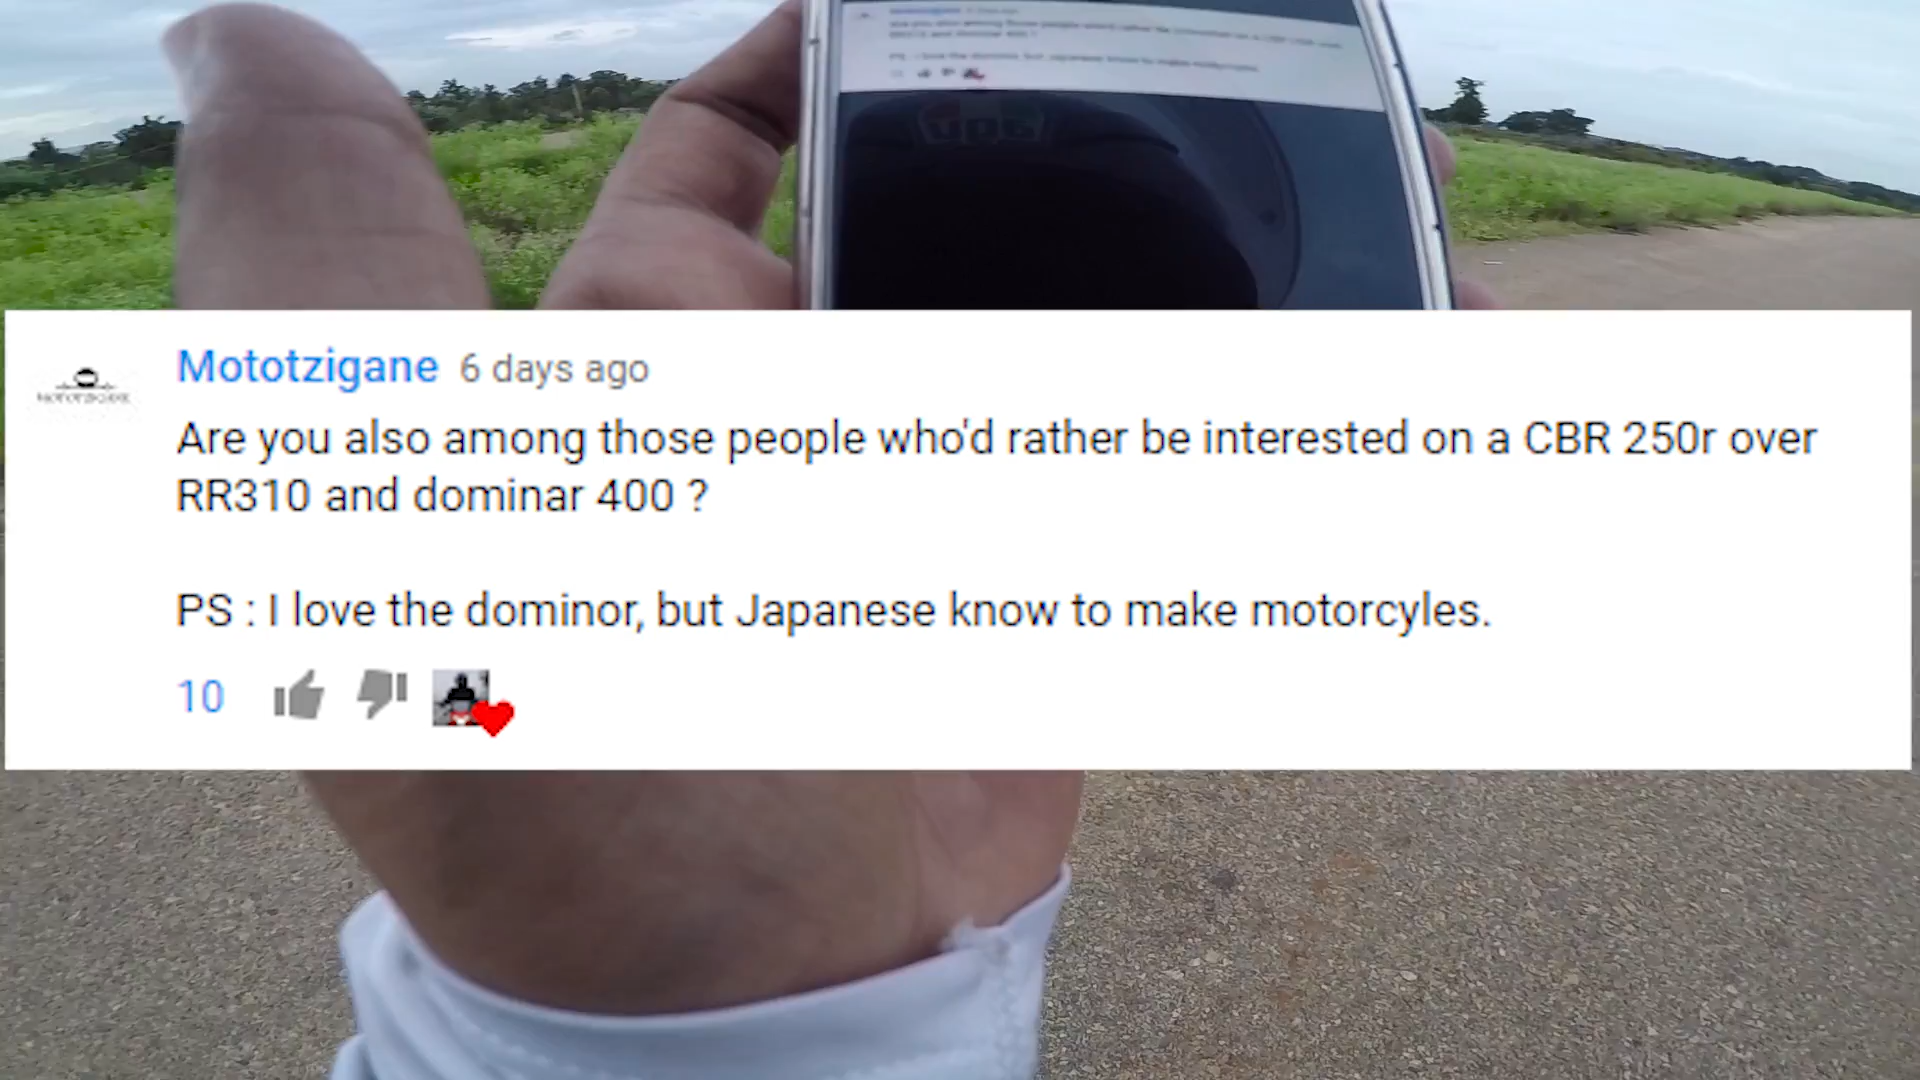 Mototzigane 6 days ago
Are you also among those people who'd rather be interested on a CBR 250r over
RR310 and dominar 400 ?
PS : I love the dominor, but Japanese know to make motorcyles.
10